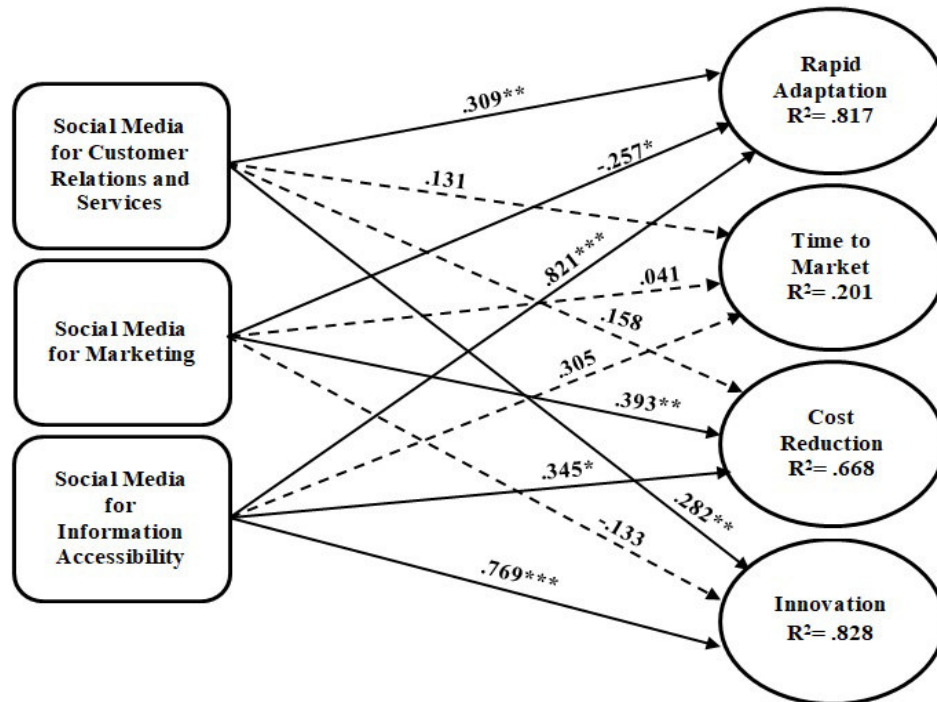 Social Media
for Customer
Relations and
Services
Social Media
for Marketing
Social Media
for
Information
Accessibility
.309**
-.257*
.131
.821***
.041
.158
.305
.393**
.345*
.282**
-.133
.769***
Rapid
Adaptation
R²= .817
Time to
Market
R²= .201
Cost
Reduction
R²= .668
Innovation
R²= .828